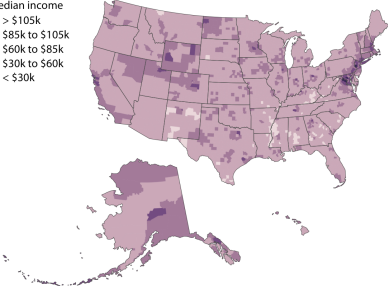 edian income
> $105k
$85k to $105k
$60k to $85k
$30k to $60k
< $30k